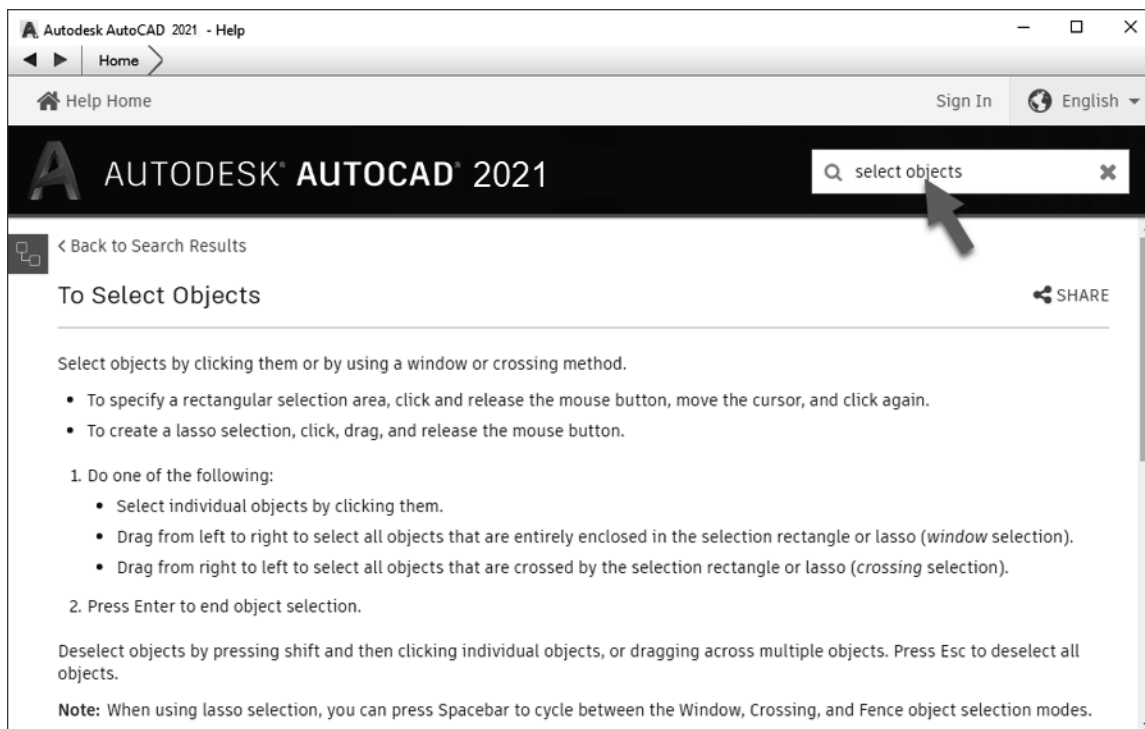 Autodesk AutoCAD 2021 - Help
Home
Help Home
Sign In
English
AUTODESK® AUTOCAD® 2021
select objects
< Back to Search Results
To Select Objects
SHARE
Select objects by clicking them or by using a window or crossing method.
• To specify a rectangular selection area, click and release the mouse button, move the cursor, and click again.
• To create a lasso selection, click, drag, and release the mouse button.
1. Do one of the following:
• Select individual objects by clicking them.
• Drag from left to right to select all objects that are entirely enclosed in the selection rectangle or lasso (window selection).
• Drag from right to left to select all objects that are crossed by the selection rectangle or lasso (crossing selection).
2. Press Enter to end object selection.
Deselect objects by pressing shift and then clicking individual objects, or dragging across multiple objects. Press Esc to deselect all
objects.
Note: When using lasso selection, you can press Spacebar to cycle between the Window, Crossing, and Fence object selection modes.